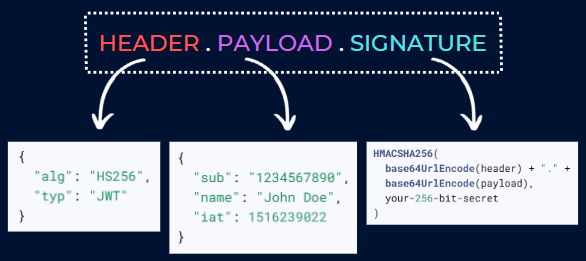 HEADER . PAYLOAD . SIGNATURE
{
"alg": "HS256",
"typ": "JWT"
}
{
"sub": "1234567890",
"name": "John Doe",
"iat": 1516239022
}
HMACSHA256(
base64UrlEncode(header) + "." +
base64UrlEncode(payload),
your-256-bit-secret
)